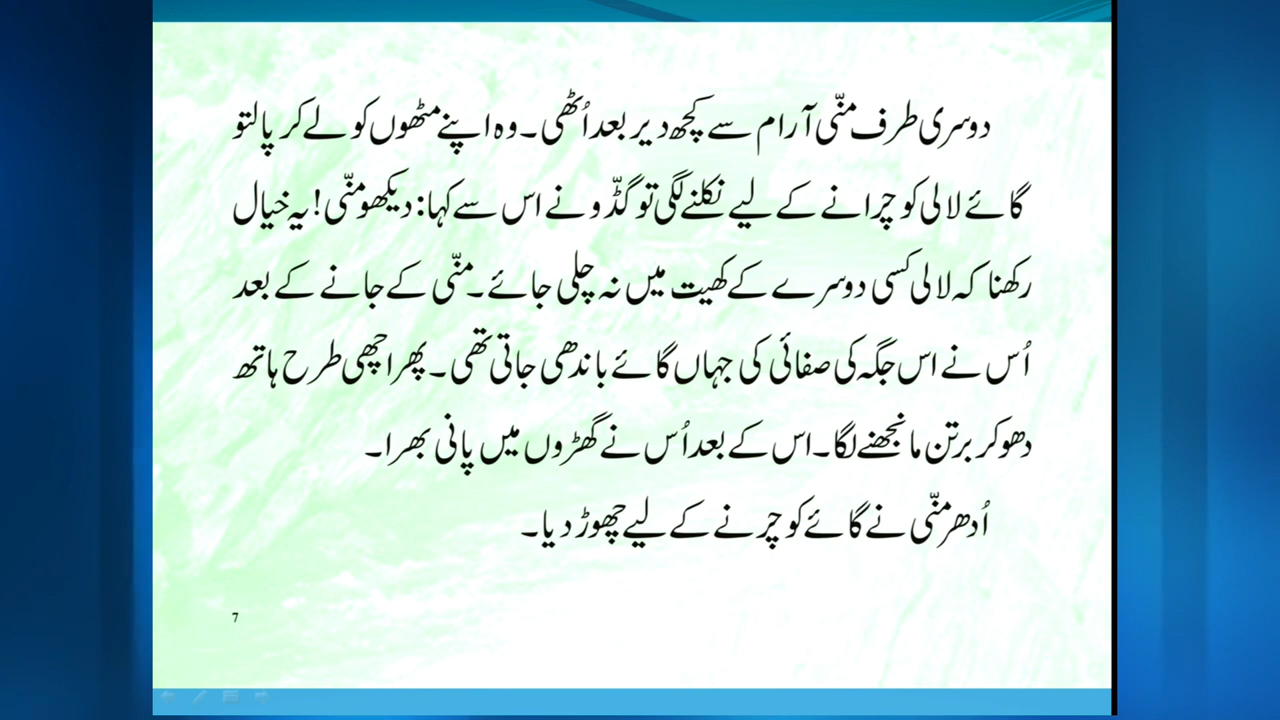 دوسری طرف منّی آرام سے کچھ دیر بعد اُٹھی۔ وہ اپنے مٹھوں کو لے کر پالتو
گائے لالی کو چرانے کے لیے نکلنے لگی تو گڈّو نے اس سے کہا: دیکھو منّی! یہ خیال
رکھنا کہ لالی کسی دوسرے کے کھیت میں نہ چلی جائے۔ منّی کے جانے کے بعد
اُس نے اس جگہ کی صفائی کی جہاں گائے باندھی جاتی تھی۔ پھر اچھی طرح ہاتھ
دھو کر برتن مانجھنے لگا۔ اس کے بعد اُس نے گھڑوں میں پانی بھرا۔
اُدھر منّی نے گائے کو چرنے کے لیے چھوڑ دیا۔
7